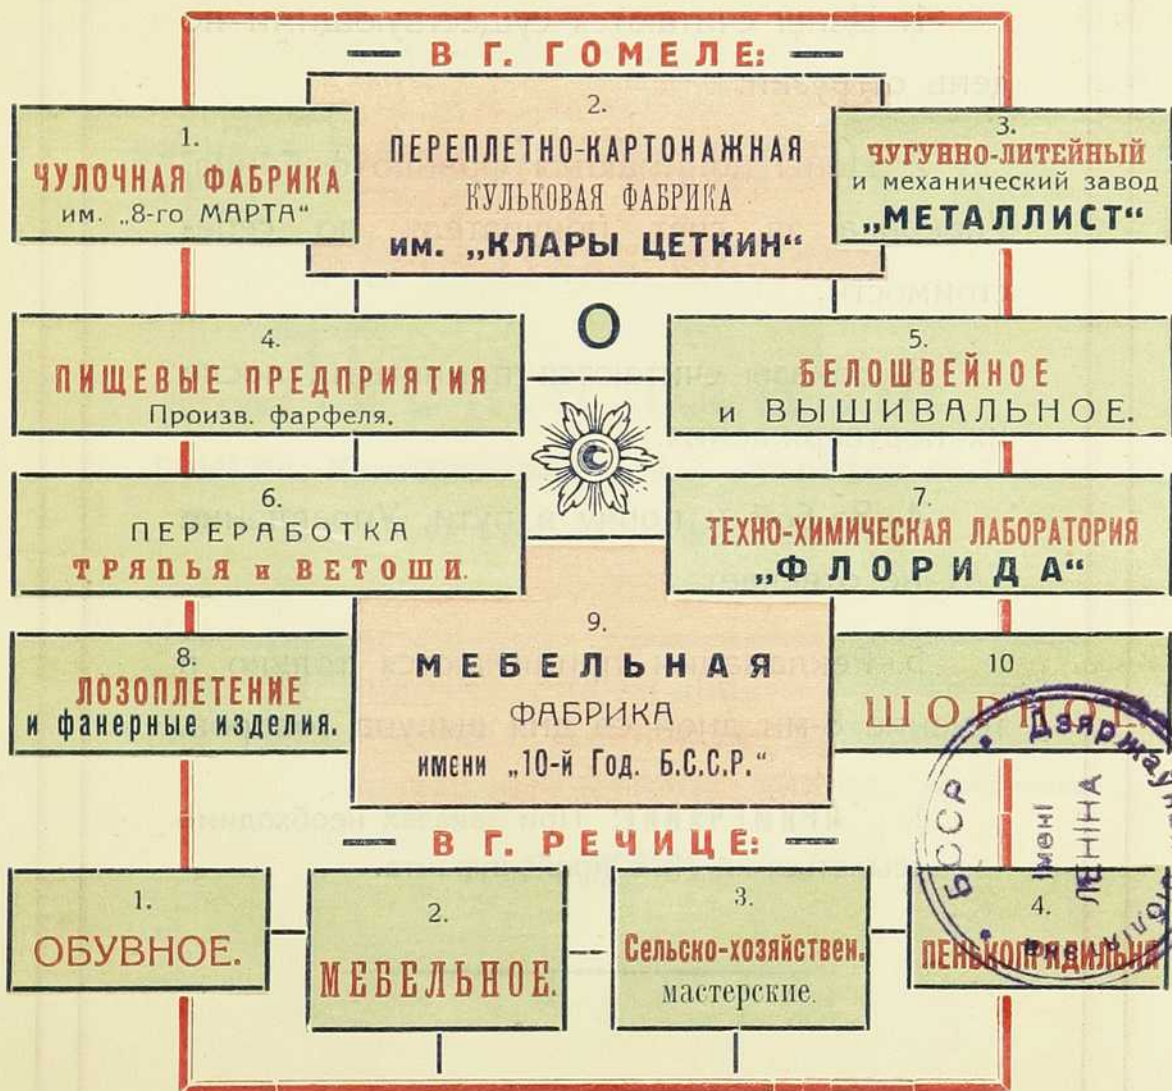 В Г. ГОМЕЛЕ:
1.
ЧУЛОЧНАЯ ФАБРИКА
им. „8-го МАРТА“
2.
ПЕРЕПЛЕТНО-КАРТОНАЖНАЯ
КУЛЬКОВАЯ ФАБРИКА
им. „КЛАРЫ ЦЕТКИН“
3.
ЧУГУННО-ЛИТЕЙНЫЙ
и механический завод
„МЕТАЛЛИСТ“
4.
ПИЩЕВЫЕ ПРЕДПРИЯТИЯ
Произв. фарфеля.
О
5.
БЕЛОШВЕЙНОЕ
и ВЫШИВАЛЬНОЕ.
6.
ПЕРЕРАБОТКА
ТРЯПЬЯ и ВЕТОШИ.
7.
ТЕХНО-ХИМИЧЕСКАЯ ЛАБОРАТОРИЯ
„ФЛОРИДА“
8.
ЛОЗОПЛЕТЕНИЕ
и фанерные изделия.
9.
МЕБЕЛЬНАЯ
ФАБРИКА
имени „10-й Год. Б.С.С.Р.“
10
ШОРНОЕ
БССР
імені
ЛЕНІНА
В Г. РЕЧИЦЕ:
1.
ОБУВНОЕ.
2.
МЕБЕЛЬНОЕ.
3.
Сельско-хозяйствен.
мастерские.
4.
ПЕНЬКОПРЯДИЛЬНА